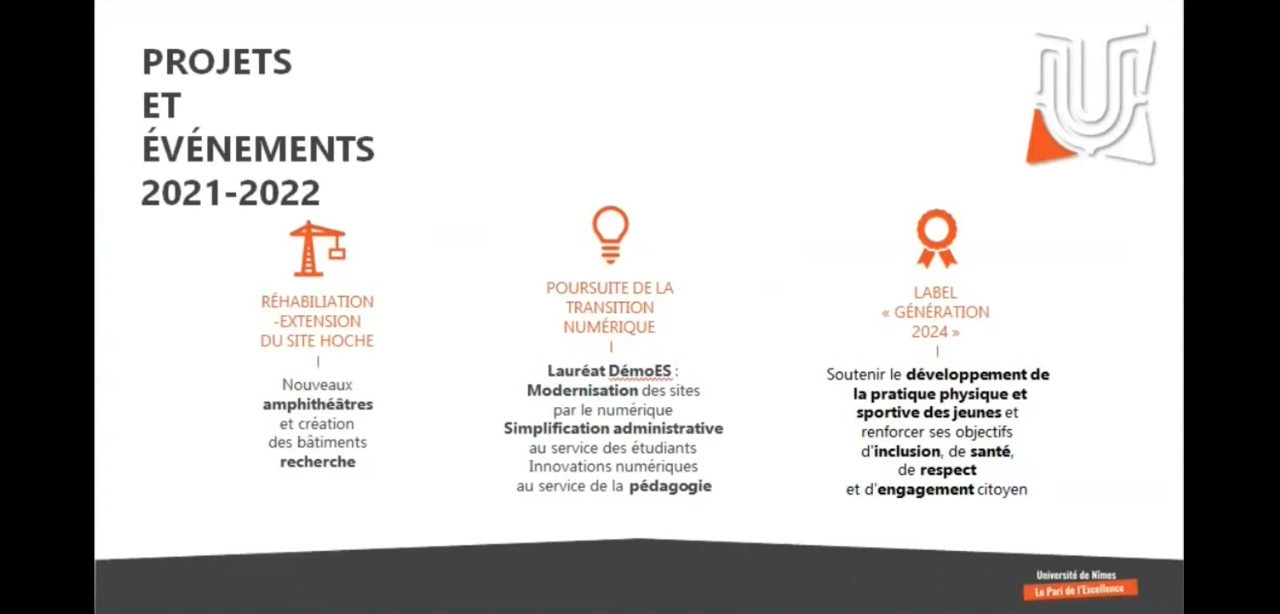 PROJETS
ET
ÉVÉNEMENTS
2021-2022
RÉHABILIATION
-EXTENSION
DU SITE HOCHE
Nouveaux
amphithéâtres
et création
des bâtiments
recherche
POURSUITE DE LA
TRANSITION
NUMÉRIQUE
Lauréat DémoES :
Modernisation des sites
par le numérique
Simplification administrative
au service des étudiants
Innovations numériques
au service de la pédagogie
LABEL
« GÉNÉRATION
2024 »
Soutenir le développement de
la pratique physique et
sportive des jeunes et
renforcer ses objectifs
d'inclusion, de santé,
de respect
et d'engagement citoyen
Université de Nîmes
Le Pari de l'Excellence